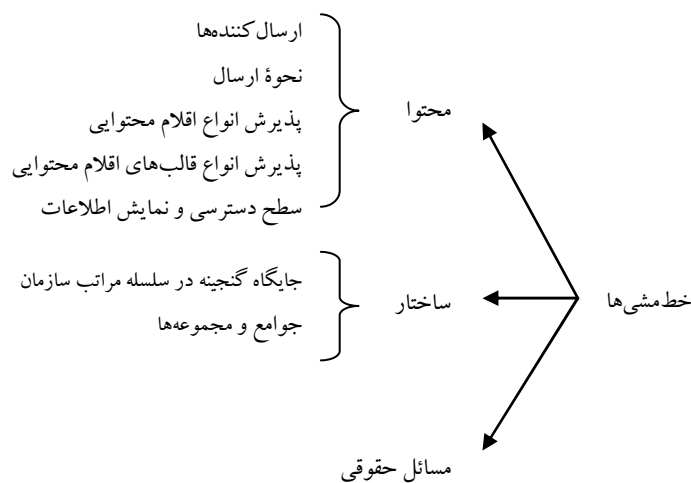 خط‌مشی‌ها
محتوا
ارسال‌کننده‌ها
نحوۀ ارسال
پذیرش انواع اقلام محتوایی
پذیرش انواع قالب‌های اقلام محتوایی
سطح دسترسی و نمایش اطلاعات
ساختار
جایگاه گنجینه در سلسله مراتب سازمان
جوامع و مجموعه‌ها
مسائل حقوقی